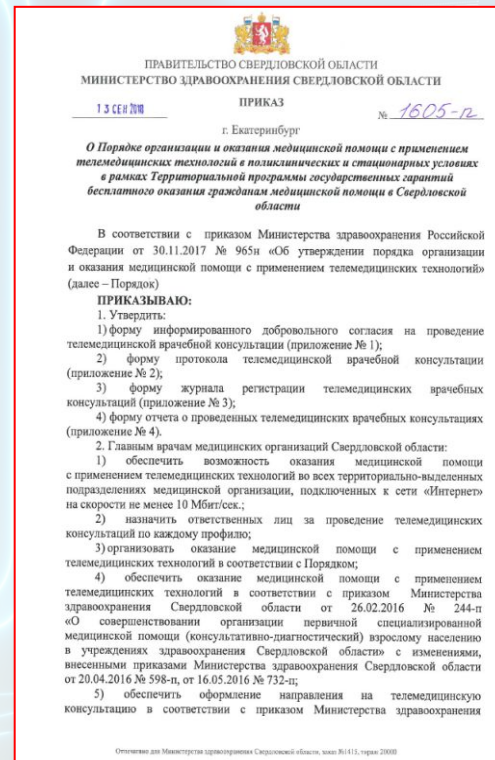 ПРАВИТЕЛЬСТВО СВЕРДЛОВСКОЙ ОБЛАСТИ
МИНИСТЕРСТВО ЗДРАВООХРАНЕНИЯ СВЕРДЛОВСКОЙ ОБЛАСТИ
ПРИКАЗ
13 СЕН 2018 № 1605-п
г. Екатеринбург
О Порядке организации и оказания медицинской помощи с применением
телемедицинских технологий в поликлинических и стационарных условиях
в рамках Территориальной программы государственных гарантий
бесплатного оказания гражданам медицинской помощи в Свердловской
области
В соответствии с приказом Министерства здравоохранения Российской
Федерации от 30.11.2017 № 965н «Об утверждении порядка организации
и оказания медицинской помощи с применением телемедицинских технологий»
(далее – Порядок)
ПРИКАЗЫВАЮ:
1. Утвердить:
1) форму информированного добровольного согласия на проведение
телемедицинской врачебной консультации (приложение № 1);
2) форму протокола телемедицинской врачебной консультации
(приложение № 2);
3) форму журнала регистрации телемедицинских врачебных
консультаций (приложение № 3);
4) форму отчета о проведенных телемедицинских врачебных консультациях
(приложение № 4).
2. Главным врачам медицинских организаций Свердловской области:
1) обеспечить возможность оказания медицинской помощи
с применением телемедицинских технологий во всех территориально-выделенных
подразделениях медицинской организации, подключенных к сети «Интернет»
на скорости не менее 10 Мбит/сек.;
2) назначить ответственных лиц за проведение телемедицинских
консультаций по каждому профилю;
3) организовать оказание медицинской помощи с применением
телемедицинских технологий в соответствии с Порядком;
4) обеспечить оказание медицинской помощи с применением
телемедицинских технологий в соответствии с приказом Министерства
здравоохранения Свердловской области от 26.02.2016 № 244-п
«О совершенствовании организации первичной специализированной
медицинской помощи (консультативно-диагностический) взрослому населению
в учреждениях здравоохранения Свердловской области» с изменениями,
внесенными приказами Министерства здравоохранения Свердловской области
от 20.04.2016 № 598-п, от 16.05.2016 № 732-п;
5) обеспечить оформление направления на телемедицинскую
консультацию в соответствии с приказом Министерства здравоохранения
Отпечатано для Министерства здравоохранения Свердловской области, заказ №1415, тираж 20000